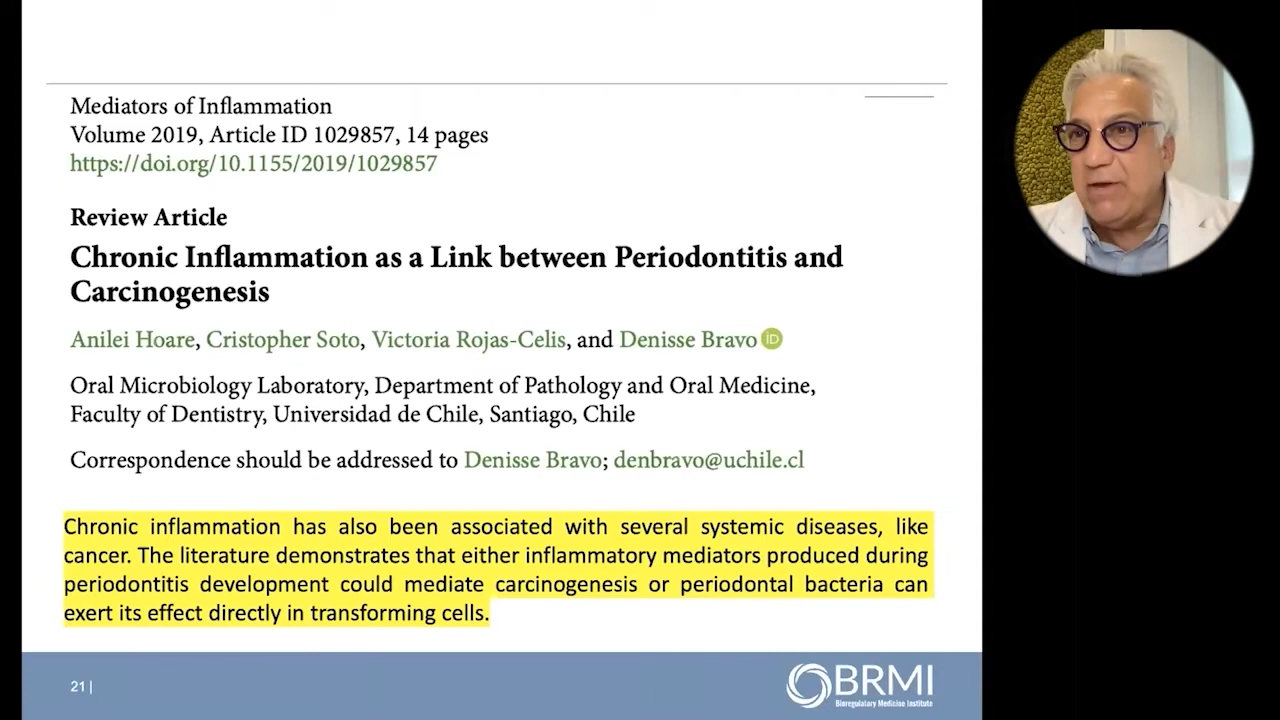 Mediators of Inflammation
Volume 2019, Article ID 1029857, 14 pages
https://doi.org/10.1155/2019/1029857
Review Article
Chronic Inflammation as a Link between Periodontitis and
Carcinogenesis
Anilei Hoare, Cristopher Soto, Victoria Rojas-Celis, and Denisse Bravo iD
Oral Microbiology Laboratory, Department of Pathology and Oral Medicine,
Faculty of Dentistry, Universidad de Chile, Santiago, Chile
Correspondence should be addressed to Denisse Bravo; denbravo@uchile.cl
Chronic inflammation has also been associated with several systemic diseases, like
cancer. The literature demonstrates that either inflammatory mediators produced during
periodontitis development could mediate carcinogenesis or periodontal bacteria can
exert its effect directly in transforming cells.
21 |
BRMI
Bioregulatory Medicine Institute